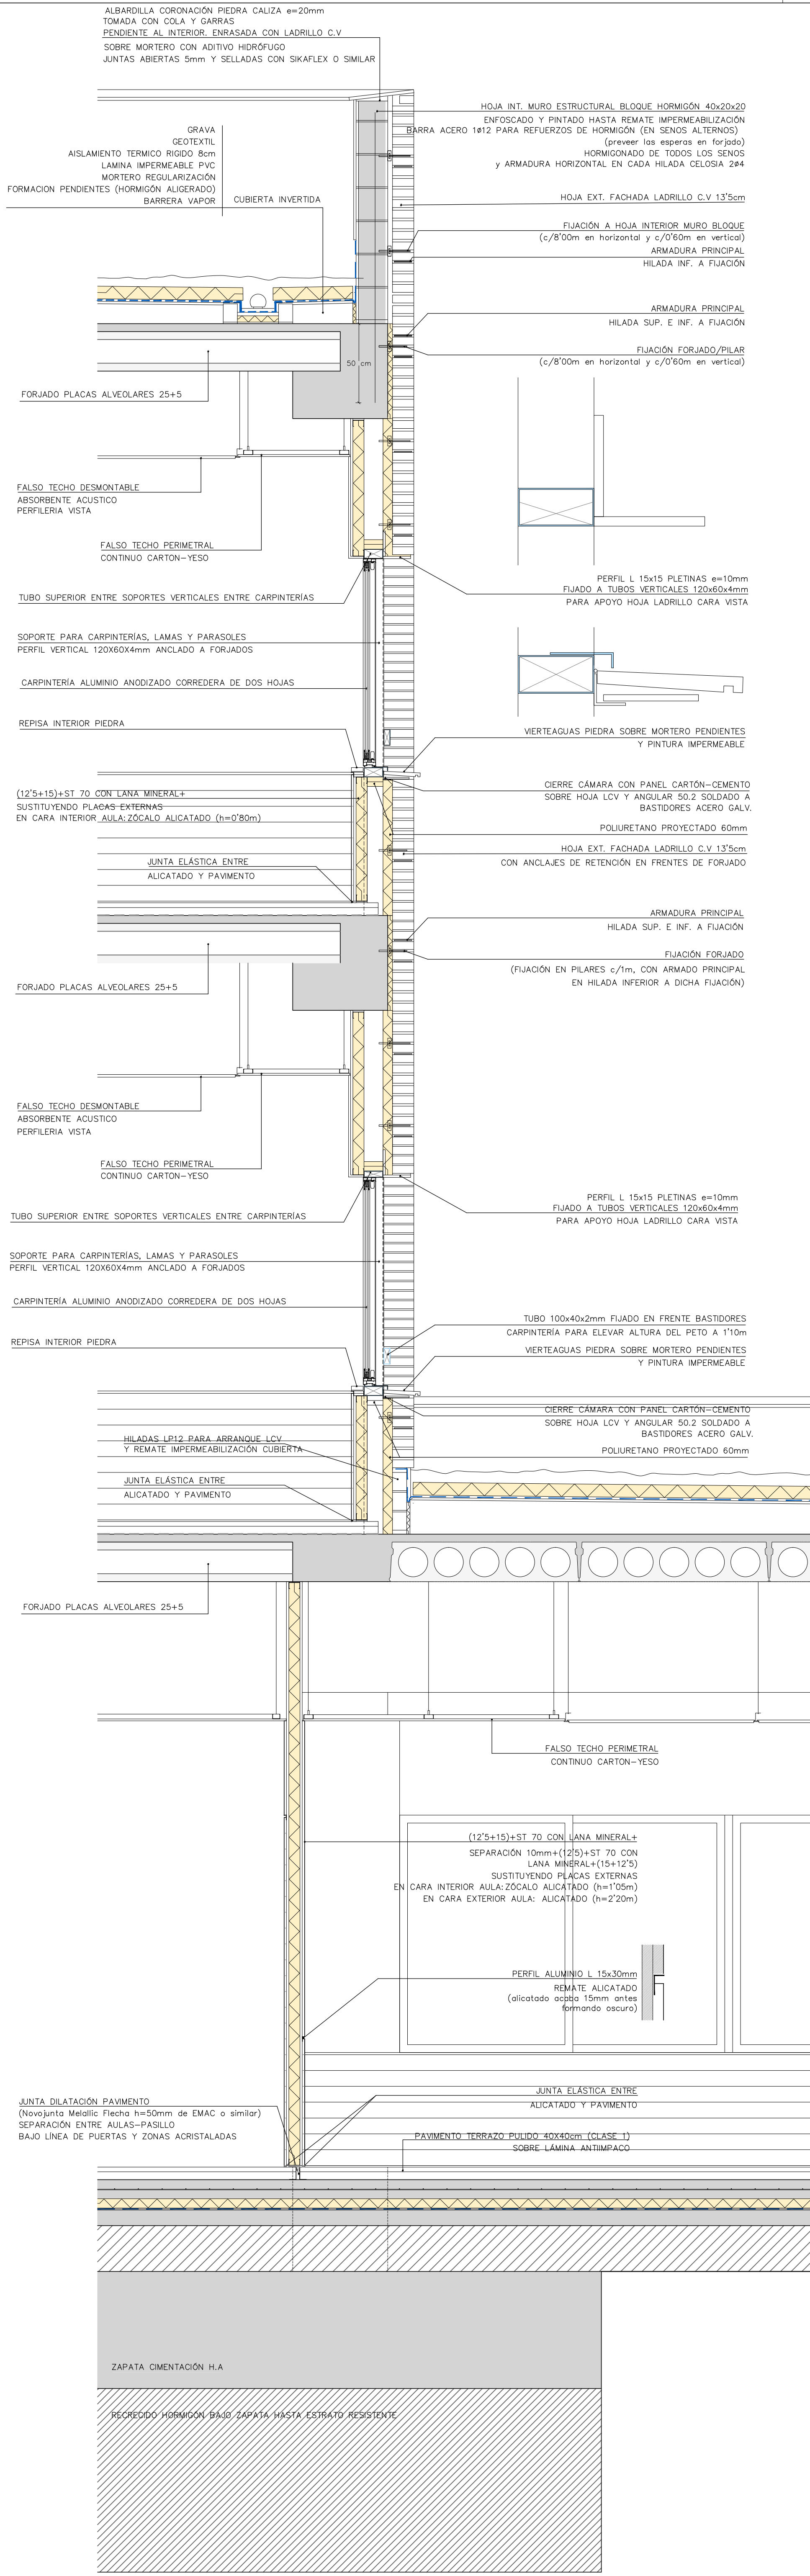 ALBARDILLA CORONACIÓN PIEDRA CALIZA e=20mm
TOMADA CON COLA Y GARRAS
PENDIENTE AL INTERIOR. ENRASADA CON LADRILLO C.V
SOBRE MORTERO CON ADITIVO HIDRÓFUGO
JUNTAS ABIERTAS 5mm Y SELLADAS CON SIKAFLEX O SIMILAR
HOJA INT. MURO ESTRUCTURAL BLOQUE HORMIGÓN 40x20x20
ENFOSCADO Y PINTADO HASTA REMATE IMPERMEABILIZACIÓN
BARRA ACERO 1ø12 PARA REFUERZOS DE HORMIGÓN (EN SENOS ALTERNOS)
(preveer las esperas en forjado)
HORMIGONADO DE TODOS LOS SENOS
y ARMADURA HORIZONTAL EN CADA HILADA CELOSIA 2ø4
GRAVA
GEOTEXTIL
AISLAMIENTO TERMICO RIGIDO 8cm
LAMINA IMPERMEABLE PVC
MORTERO REGULARIZACIÓN
FORMACION PENDIENTES (HORMIGÓN ALIGERADO)
BARRERA VAPOR
CUBIERTA INVERTIDA
HOJA EXT. FACHADA LADRILLO C.V 13'5cm
FIJACIÓN A HOJA INTERIOR MURO BLOQUE
(c/8'00m en horizontal y c/0'60m en vertical)
ARMADURA PRINCIPAL
HILADA INF. A FIJACIÓN
ARMADURA PRINCIPAL
HILADA SUP. E INF. A FIJACIÓN
FIJACIÓN FORJADO/PILAR
(c/8'00m en horizontal y c/0'60m en vertical)
50 cm
FORJADO PLACAS ALVEOLARES 25+5
FALSO TECHO DESMONTABLE
ABSORBENTE ACUSTICO
PERFILERIA VISTA
FALSO TECHO PERIMETRAL
CONTINUO CARTON-YESO
PERFIL L 15x15 PLETINAS e=10mm
FIJADO A TUBOS VERTICALES 120x60x4mm
PARA APOYO HOJA LADRILLO CARA VISTA
TUBO SUPERIOR ENTRE SOPORTES VERTICALES ENTRE CARPINTERÍAS
SOPORTE PARA CARPINTERÍAS, LAMAS Y PARASOLES
PERFIL VERTICAL 120X60X4mm ANCLADO A FORJADOS
CARPINTERÍA ALUMINIO ANODIZADO CORREDERA DE DOS HOJAS
REPISA INTERIOR PIEDRA
VIERTEAGUAS PIEDRA SOBRE MORTERO PENDIENTES
Y PINTURA IMPERMEABLE
(12'5+15)+ST 70 CON LANA MINERAL+
SUSTITUYENDO PLACAS EXTERNAS
EN CARA INTERIOR AULA: ZÓCALO ALICATADO (h=0'80m)
CIERRE CÁMARA CON PANEL CARTÓN-CEMENTO
SOBRE HOJA LCV Y ANGULAR 50.2 SOLDADO A
BASTIDORES ACERO GALV.
POLIURETANO PROYECTADO 60mm
JUNTA ELÁSTICA ENTRE
ALICATADO Y PAVIMENTO
HOJA EXT. FACHADA LADRILLO C.V 13'5cm
CON ANCLAJES DE RETENCIÓN EN FRENTES DE FORJADO
ARMADURA PRINCIPAL
HILADA SUP. E INF. A FIJACIÓN
FIJACIÓN FORJADO
(FIJACIÓN EN PILARES c/1m, CON ARMADO PRINCIPAL
EN HILADA INFERIOR A DICHA FIJACIÓN)
FORJADO PLACAS ALVEOLARES 25+5
FALSO TECHO DESMONTABLE
ABSORBENTE ACUSTICO
PERFILERIA VISTA
FALSO TECHO PERIMETRAL
CONTINUO CARTON-YESO
PERFIL L 15x15 PLETINAS e=10mm
FIJADO A TUBOS VERTICALES 120x60x4mm
PARA APOYO HOJA LADRILLO CARA VISTA
TUBO SUPERIOR ENTRE SOPORTES VERTICALES ENTRE CARPINTERÍAS
SOPORTE PARA CARPINTERÍAS, LAMAS Y PARASOLES
PERFIL VERTICAL 120X60X4mm ANCLADO A FORJADOS
CARPINTERÍA ALUMINIO ANODIZADO CORREDERA DE DOS HOJAS
REPISA INTERIOR PIEDRA
TUBO 100x40x2mm FIJADO EN FRENTE BASTIDORES
CARPINTERÍA PARA ELEVAR ALTURA DEL PETO A 1'10m
VIERTEAGUAS PIEDRA SOBRE MORTERO PENDIENTES
Y PINTURA IMPERMEABLE
CIERRE CÁMARA CON PANEL CARTÓN-CEMENTO
SOBRE HOJA LCV Y ANGULAR 50.2 SOLDADO A
BASTIDORES ACERO GALV.
POLIURETANO PROYECTADO 60mm
HILADAS LP12 PARA ARRANQUE LCV
Y REMATE IMPERMEABILIZACIÓN CUBIERTA
JUNTA ELÁSTICA ENTRE
ALICATADO Y PAVIMENTO
FORJADO PLACAS ALVEOLARES 25+5
FALSO TECHO PERIMETRAL
CONTINUO CARTON-YESO
(12'5+15)+ST 70 CON LANA MINERAL+
SEPARACIÓN 10mm+(12'5)+ST 70 CON
LANA MINERAL+(15+12'5)
SUSTITUYENDO PLACAS EXTERNAS
EN CARA INTERIOR AULA: ZÓCALO ALICATADO (h=1'05m)
EN CARA EXTERIOR AULA: ALICATADO (h=2'20m)
PERFIL ALUMINIO L 15x30mm
REMATE ALICATADO
(alicatado acaba 15mm antes
formando oscuro)
JUNTA ELÁSTICA ENTRE
ALICATADO Y PAVIMENTO
JUNTA DILATACIÓN PAVIMENTO
(Novojunta Melallic Flecha h=50mm de EMAC o similar)
SEPARACIÓN ENTRE AULAS-PASILLO
BAJO LÍNEA DE PUERTAS Y ZONAS ACRISTALADAS
PAVIMENTO TERRAZO PULIDO 40X40cm (CLASE 1)
SOBRE LÁMINA ANTIIMPACO
ZAPATA CIMENTACIÓN H.A
RECRECIDO HORMIGÓN BAJO ZAPATA HASTA ESTRATO RESISTENTE